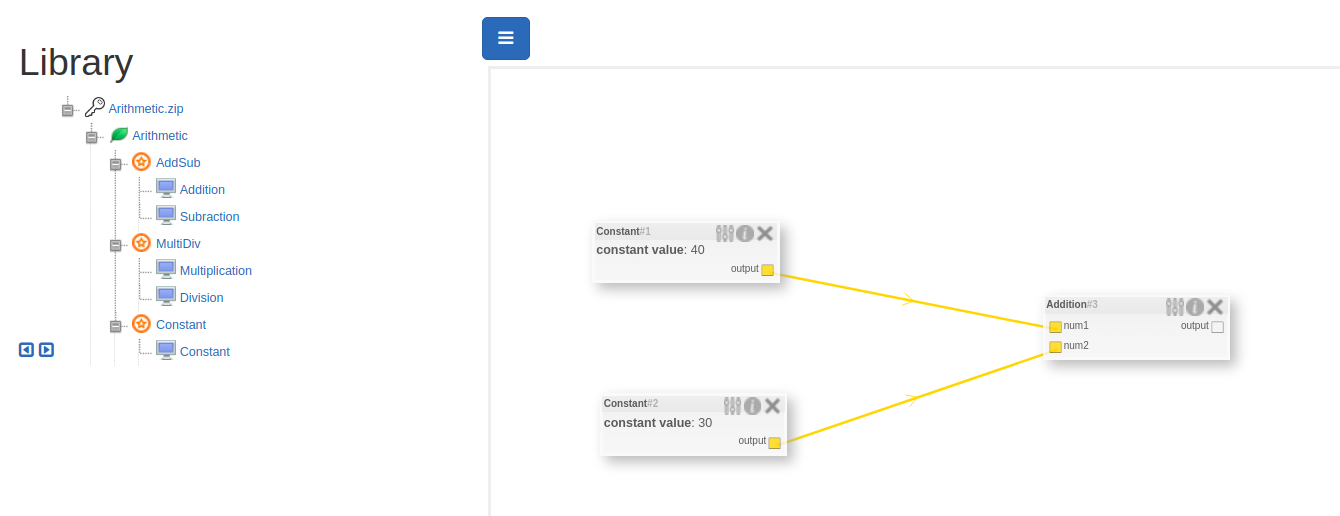 Library
Arithmetic.zip
Arithmetic
AddSub
Addition
Subraction
MultiDiv
Multiplication
Division
Constant
Constant
Constant#1
constant value: 40
output
Constant#2
constant value: 30
output
Addition#3
num1 output
num2